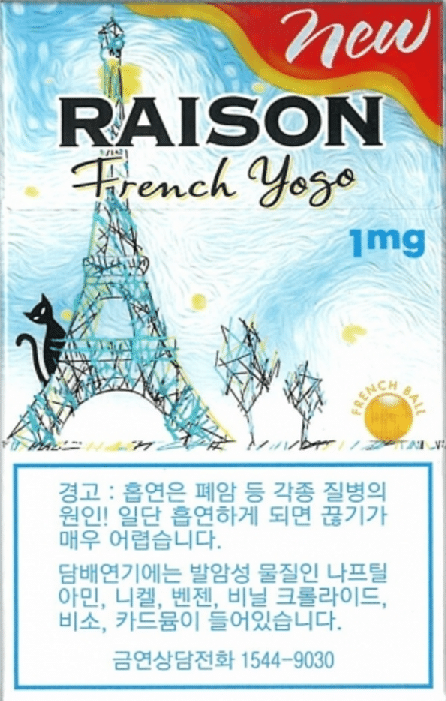 new
RAISON
French Yogo
1mg
FRENCH BALL
경고 : 흡연은 폐암 등 각종 질병의
원인! 일단 흡연하게 되면 끊기가
매우 어렵습니다.
담배연기에는 발암성 물질인 나프틸
아민, 니켈, 벤젠, 비닐 크롤라이드,
비소, 카드뮴이 들어있습니다.
금연상담전화 1544-9030